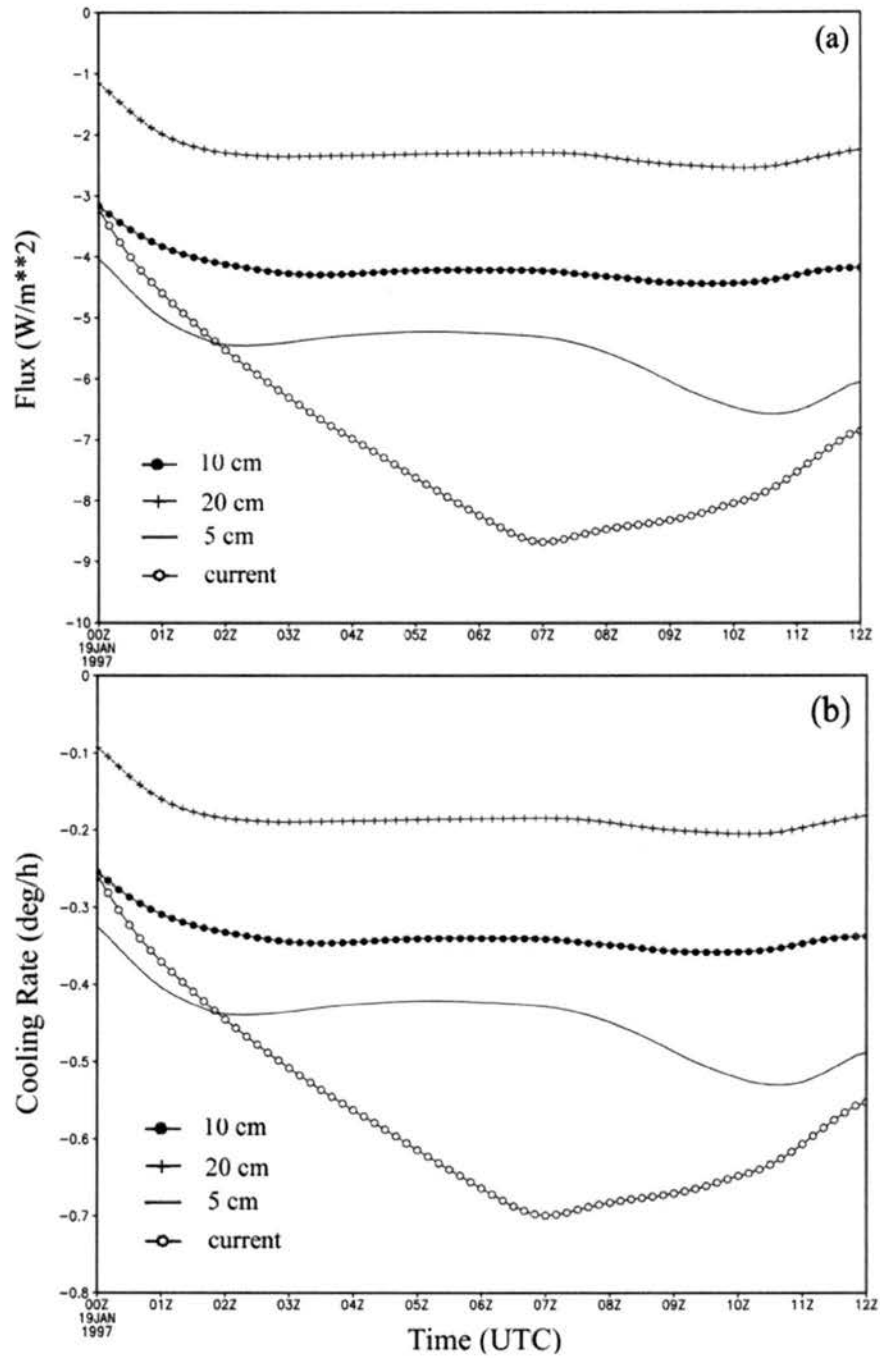 (a)
Flux (W/m**2)
0
-1
-2
-3
-4
-5
-6
-7
-8
-9
-10
10 cm
20 cm
5 cm
current
00Z 01Z 02Z 03Z 04Z 05Z 06Z 07Z 08Z 09Z 10Z 11Z 12Z
19JAN
1997
(b)
Cooling Rate (deg/h)
0
-0.1
-0.2
-0.3
-0.4
-0.5
-0.6
-0.7
-0.8
10 cm
20 cm
5 cm
current
00Z 01Z 02Z 03Z 04Z 05Z 06Z 07Z 08Z 09Z 10Z 11Z 12Z
19JAN
1997
Time (UTC)